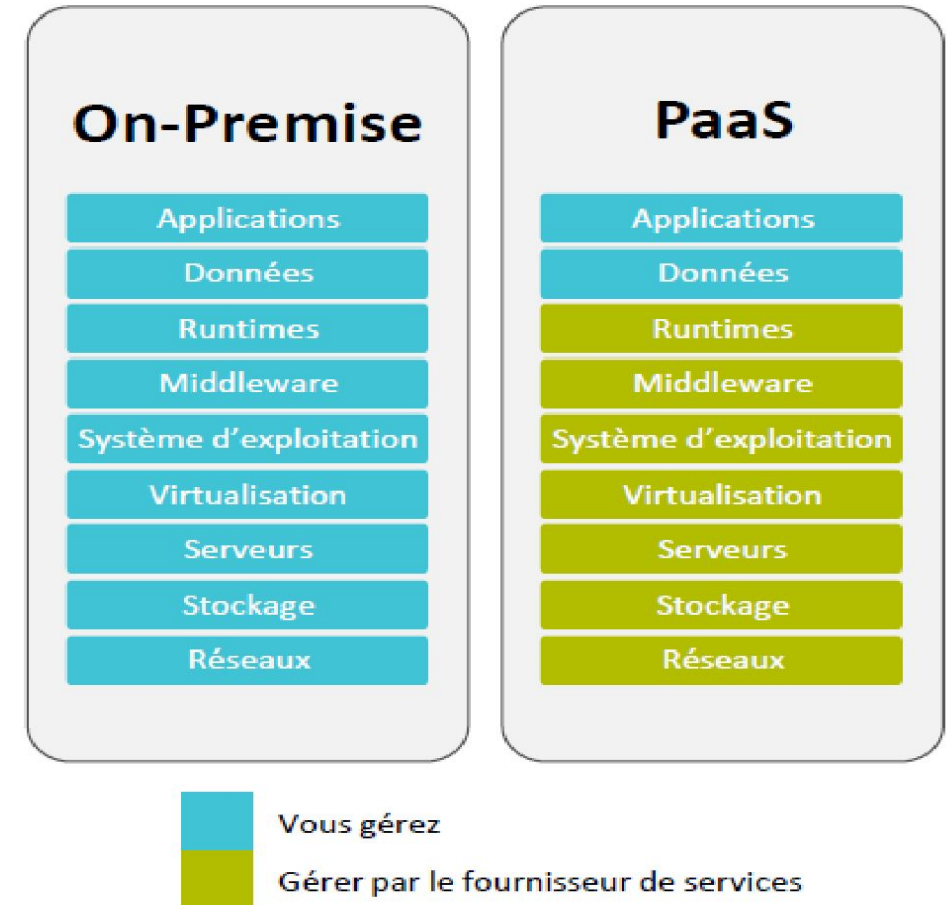 On-Premise
Applications
Données
Runtimes
Middleware
Système d'exploitation
Virtualisation
Serveurs
Stockage
Réseaux
PaaS
Applications
Données
Runtimes
Middleware
Système d'exploitation
Virtualisation
Serveurs
Stockage
Réseaux
Vous gérez
Gérer par le fournisseur de services